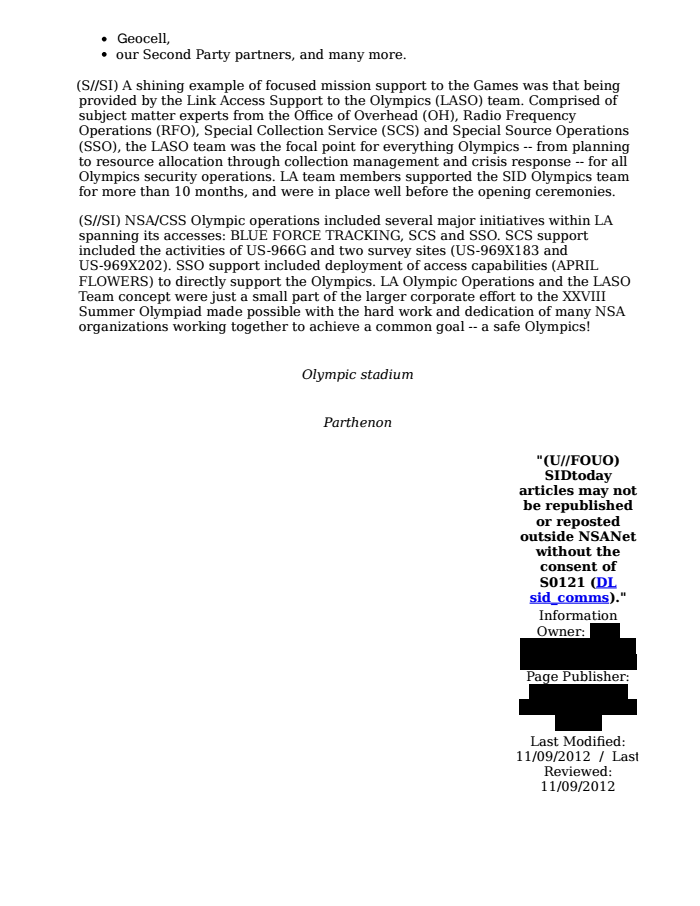 • Geocell,
• our Second Party partners, and many more.
(S//SI) A shining example of focused mission support to the Games was that being
provided by the Link Access Support to the Olympics (LASO) team. Comprised of
subject matter experts from the Office of Overhead (OH), Radio Frequency
Operations (RFO), Special Collection Service (SCS) and Special Source Operations
(SSO), the LASO team was the focal point for everything Olympics -- from planning
to resource allocation through collection management and crisis response -- for all
Olympics security operations. LA team members supported the SID Olympics team
for more than 10 months, and were in place well before the opening ceremonies.
(S//SI) NSA/CSS Olympic operations included several major initiatives within LA
spanning its accesses: BLUE FORCE TRACKING, SCS and SSO. SCS support
included the activities of US-966G and two survey sites (US-969X183 and
US-969X202). SSO support included deployment of access capabilities (APRIL
FLOWERS) to directly support the Olympics. LA Olympic Operations and the LASO
Team concept were just a small part of the larger corporate effort to the XXVIII
Summer Olympiad made possible with the hard work and dedication of many NSA
organizations working together to achieve a common goal -- a safe Olympics!
Olympic stadium
Parthenon
"(U//FOUO)
SIDtoday
articles may not
be republished
or reposted
outside NSANet
without the
consent of
S0121 (DL
sid_comms)."
Information
Owner:
Page Publisher:
Last Modified:
11/09/2012 / Last
Reviewed:
11/09/2012